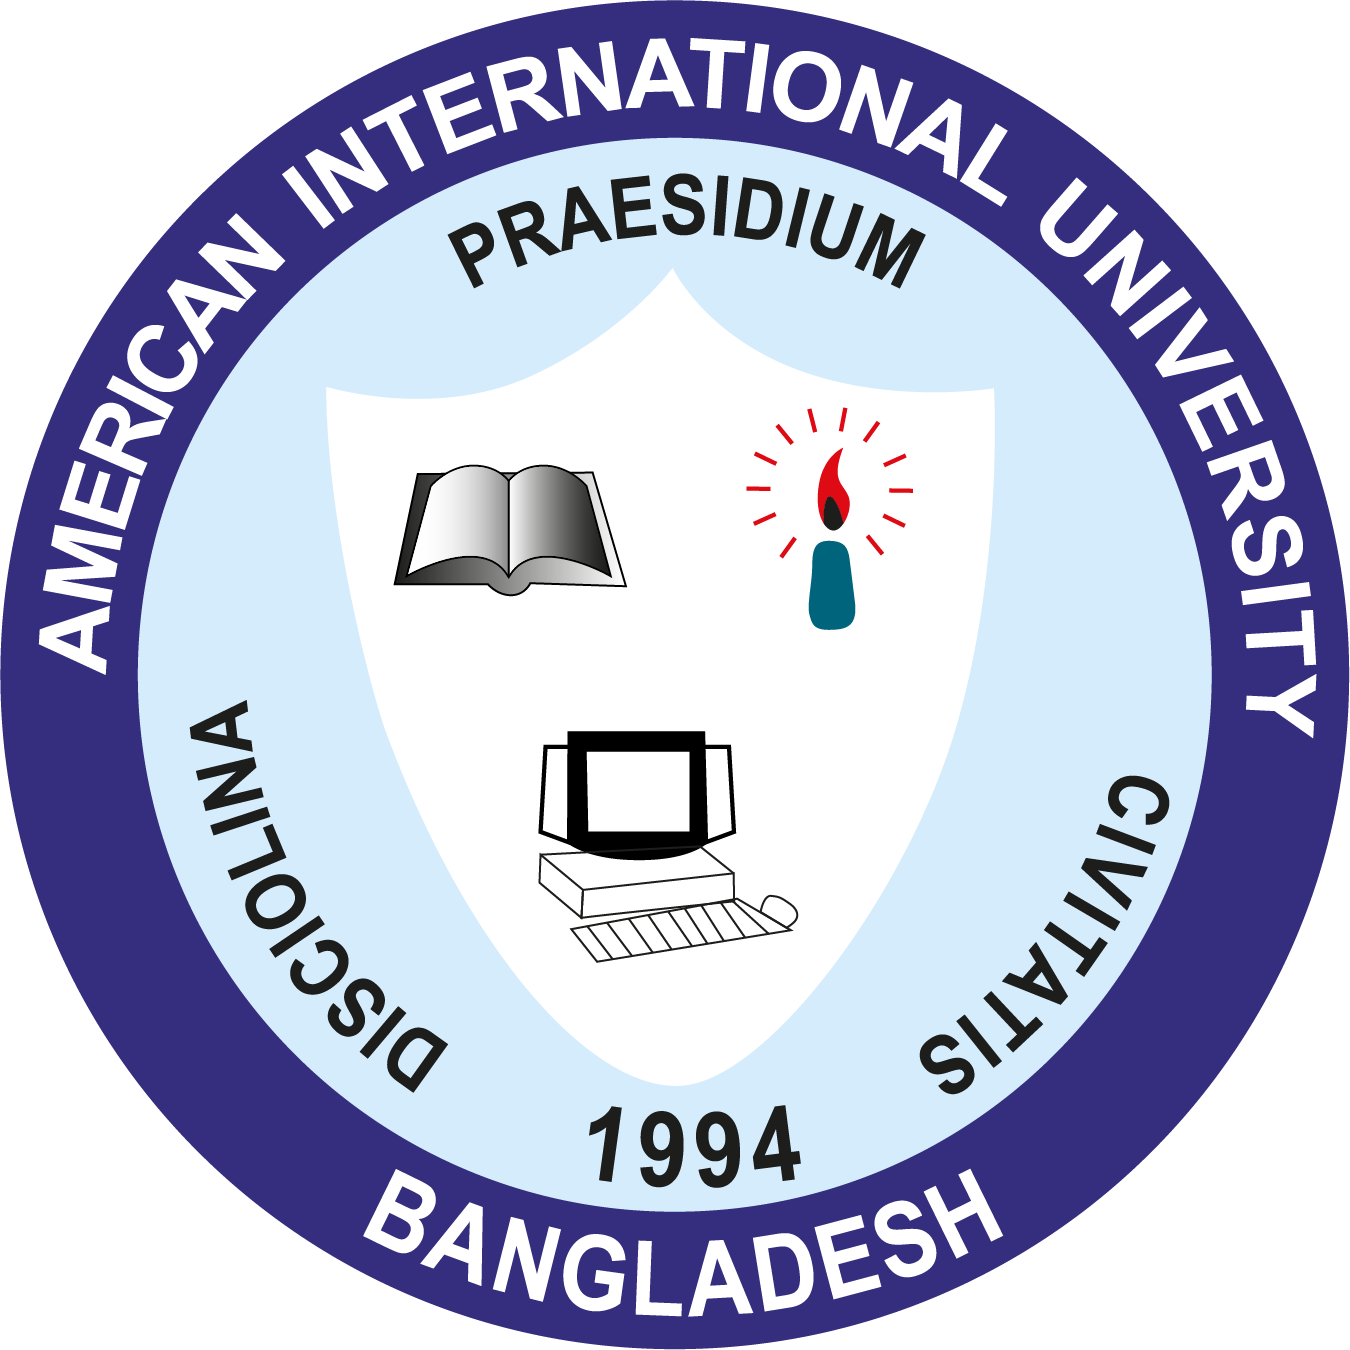 AMERICAN INTERNATIONAL UNIVERSITY
PRAESIDIUM
DISCIOLINA
CIVITATIS
1994
BANGLADESH